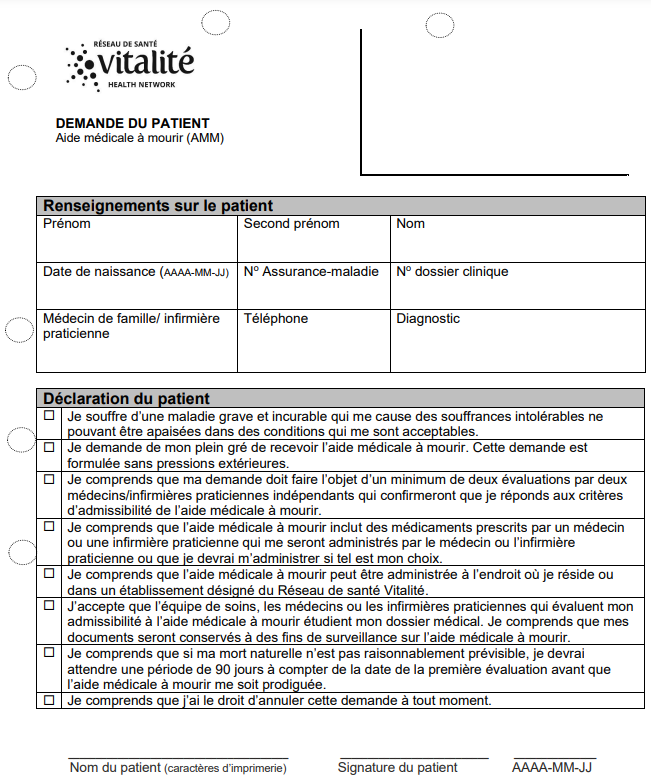 RÉSEAU DE SANTÉ
vitalité
HEALTH NETWORK
DEMANDE DU PATIENT
Aide médicale à mourir (AMM)
Renseignements sur le patient
Prénom
Second prénom
Nom
Date de naissance (AAAA-MM-JJ)
Nº Assurance-maladie
Nº dossier clinique
Médecin de famille/ infirmière
praticienne
Téléphone
Diagnostic
Déclaration du patient
Je souffre d’une maladie grave et incurable qui me cause des souffrances intolérables ne
pouvant être apaisées dans des conditions qui me sont acceptables.
Je demande de mon plein gré de recevoir l’aide médicale à mourir. Cette demande est
formulée sans pressions extérieures.
Je comprends que ma demande doit faire l’objet d’un minimum de deux évaluations par deux
médecins/infirmières praticiennes indépendants qui confirmeront que je réponds aux critères
d’admissibilité de l’aide médicale à mourir.
Je comprends que l’aide médicale à mourir inclut des médicaments prescrits par un médecin
ou une infirmière praticienne qui me seront administrés par le médecin ou l’infirmière
praticienne ou que je devrai m’administrer si tel est mon choix.
Je comprends que l’aide médicale à mourir peut être administrée à l’endroit où je réside ou
dans un établissement désigné du Réseau de santé Vitalité.
J’accepte que l’équipe de soins, les médecins ou les infirmières praticiennes qui évaluent mon
admissibilité à l’aide médicale à mourir étudient mon dossier médical. Je comprends que mes
documents seront conservés à des fins de surveillance sur l’aide médicale à mourir.
Je comprends que si ma mort naturelle n’est pas raisonnablement prévisible, je devrai
attendre une période de 90 jours à compter de la date de la première évaluation avant que
l’aide médicale à mourir me soit prodiguée.
Je comprends que j’ai le droit d’annuler cette demande à tout moment.
Nom du patient (caractères d’imprimerie)
Signature du patient
AAAA-MM-JJ